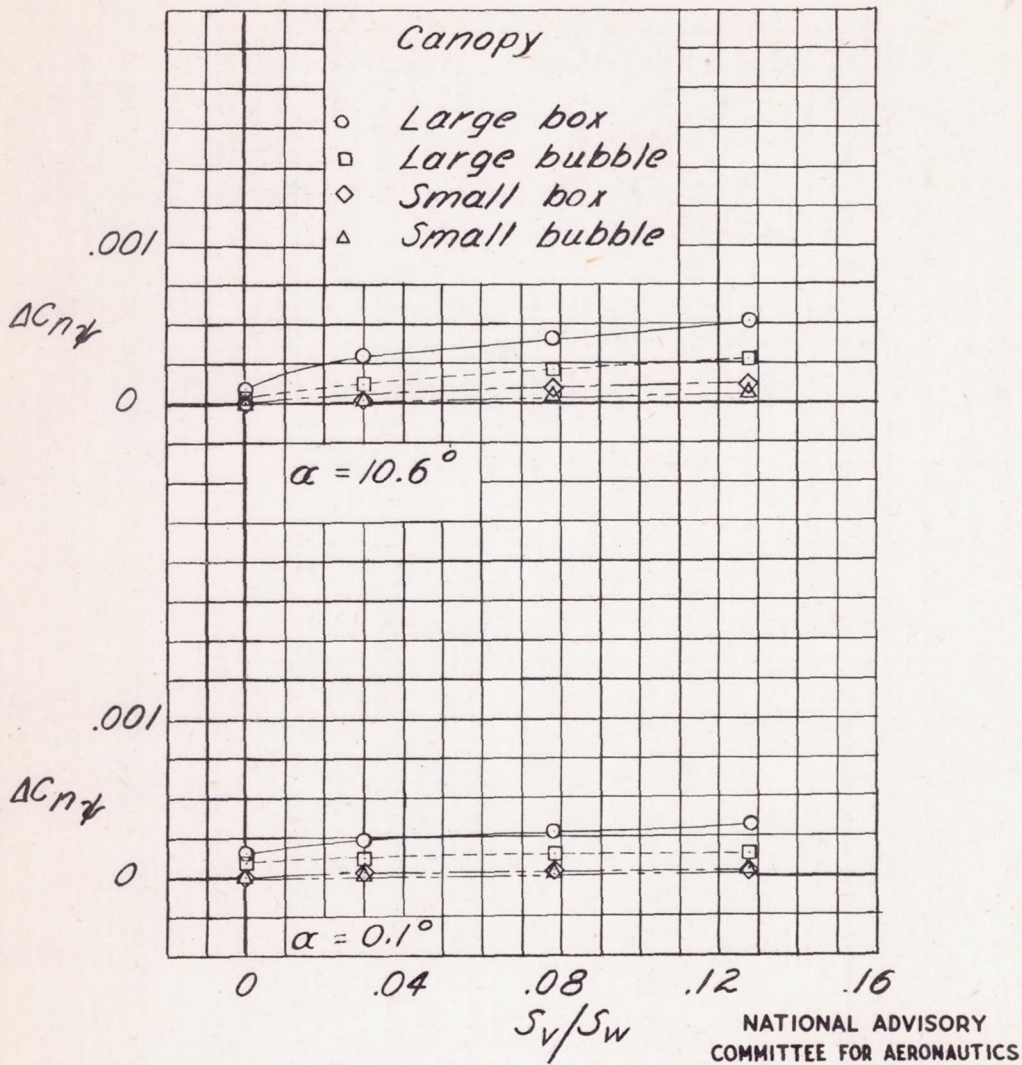 Canopy
○ Large box
□ Large bubble
◇ Small box
△ Small bubble
.001
ΔCnψ
0
α = 10.6°
.001
ΔCnψ
0
α = 0.1°
0 .04 .08 .12 .16
Sv/Sw
NATIONAL ADVISORY
COMMITTEE FOR AERONAUTICS